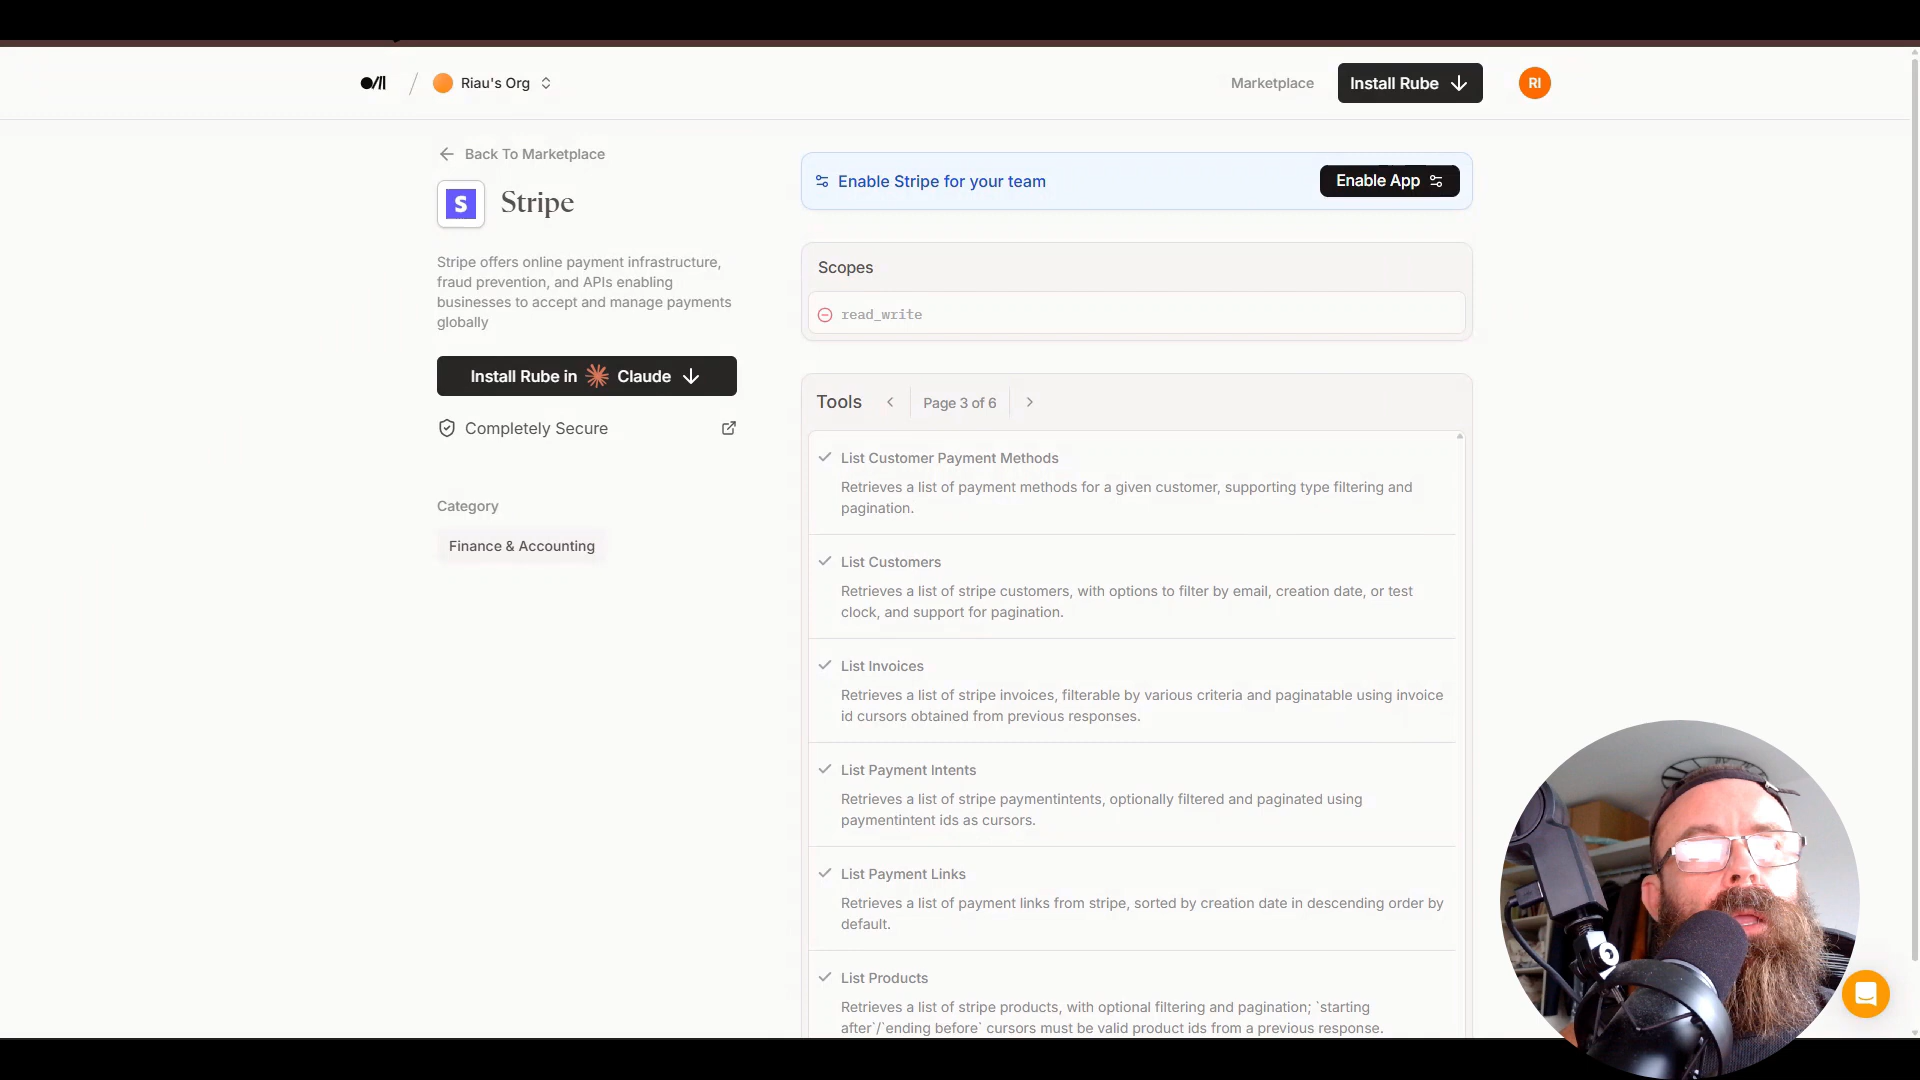 Riau's Org
Marketplace
Install Rube
RI
Back To Marketplace
S
Stripe
Stripe offers online payment infrastructure,
fraud prevention, and APIs enabling
businesses to accept and manage payments
globally
Install Rube in Claude
Completely Secure
Category
Finance & Accounting
Enable Stripe for your team
Enable App
Scopes
read_write
Tools
Page 3 of 6
List Customer Payment Methods
Retrieves a list of payment methods for a given customer, supporting type filtering and
pagination.
List Customers
Retrieves a list of stripe customers, with options to filter by email, creation date, or test
clock, and support for pagination.
List Invoices
Retrieves a list of stripe invoices, filterable by various criteria and paginatable using invoice
id cursors obtained from previous responses.
List Payment Intents
Retrieves a list of stripe paymentintents, optionally filtered and paginated using
paymentintent ids as cursors.
List Payment Links
Retrieves a list of payment links from stripe, sorted by creation date in descending order by
default.
List Products
Retrieves a list of stripe products, with optional filtering and pagination; `starting
after`/`ending before` cursors must be valid product ids from a previous response.